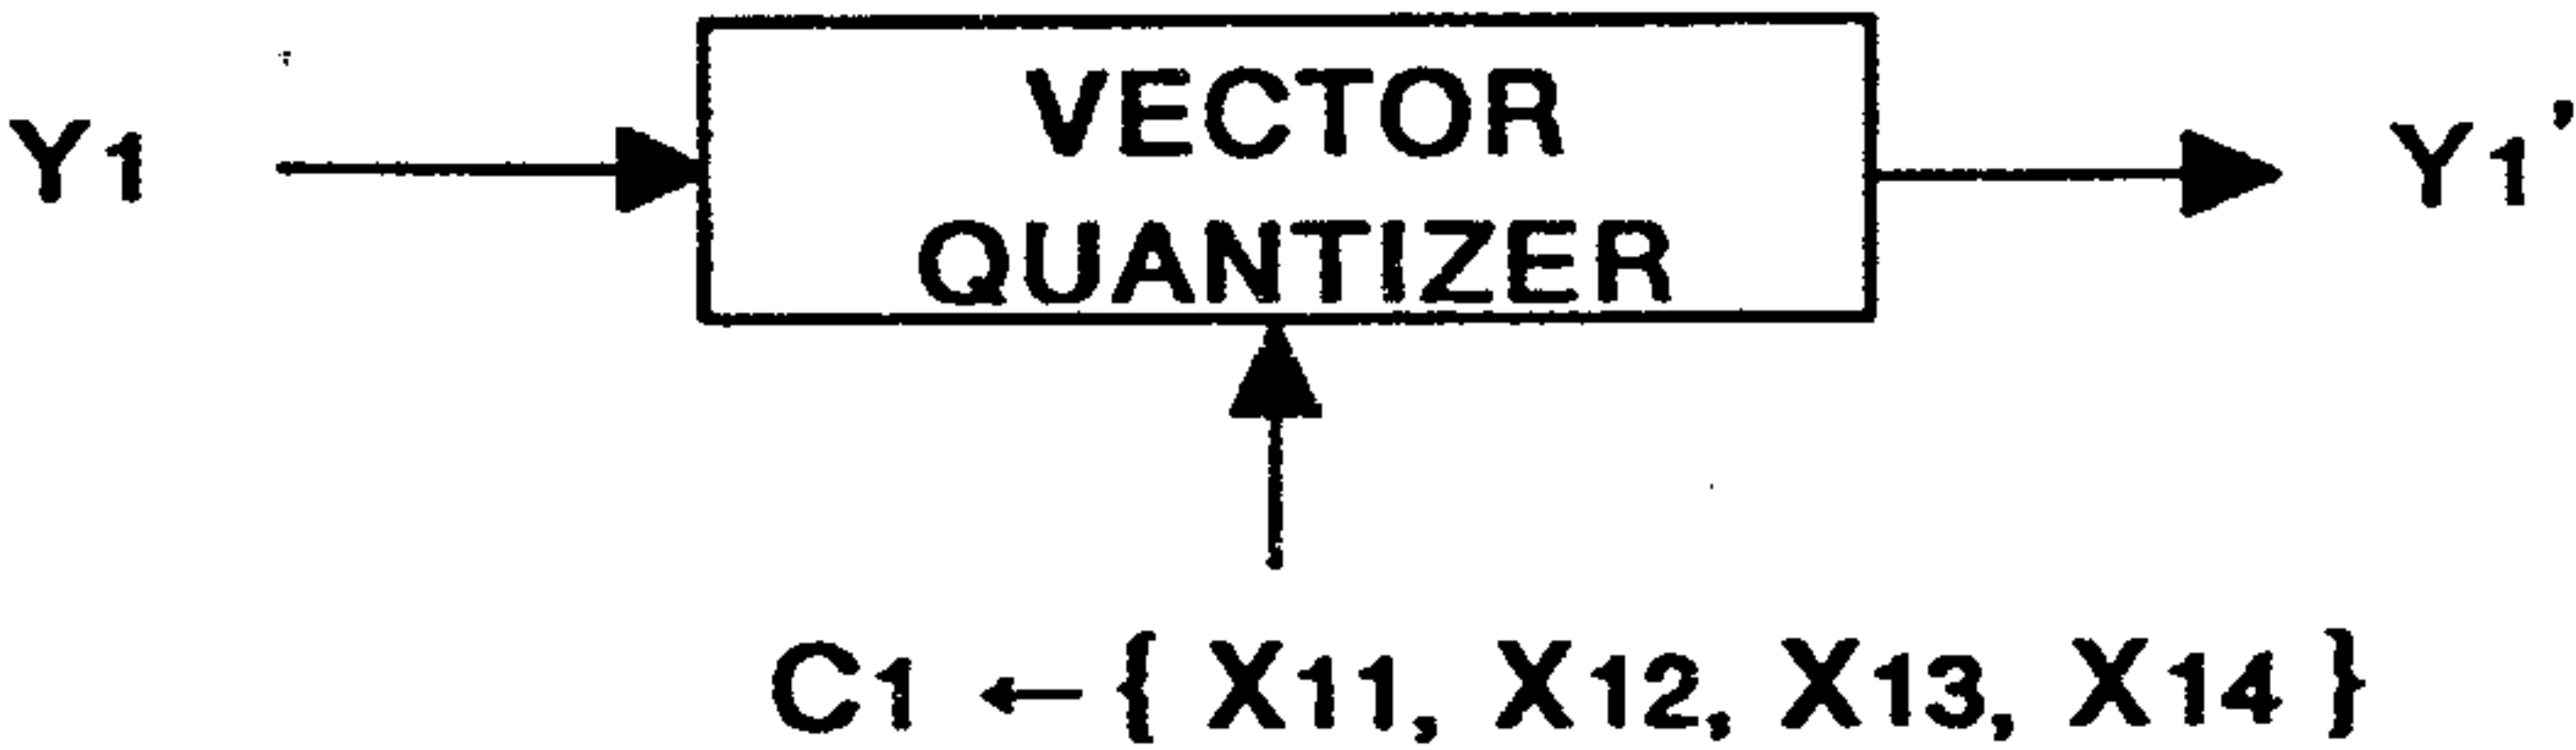 VECTOR
Y1 Y1’
QUANTIZER
C1 ← { X11, X12, X13, X14 }